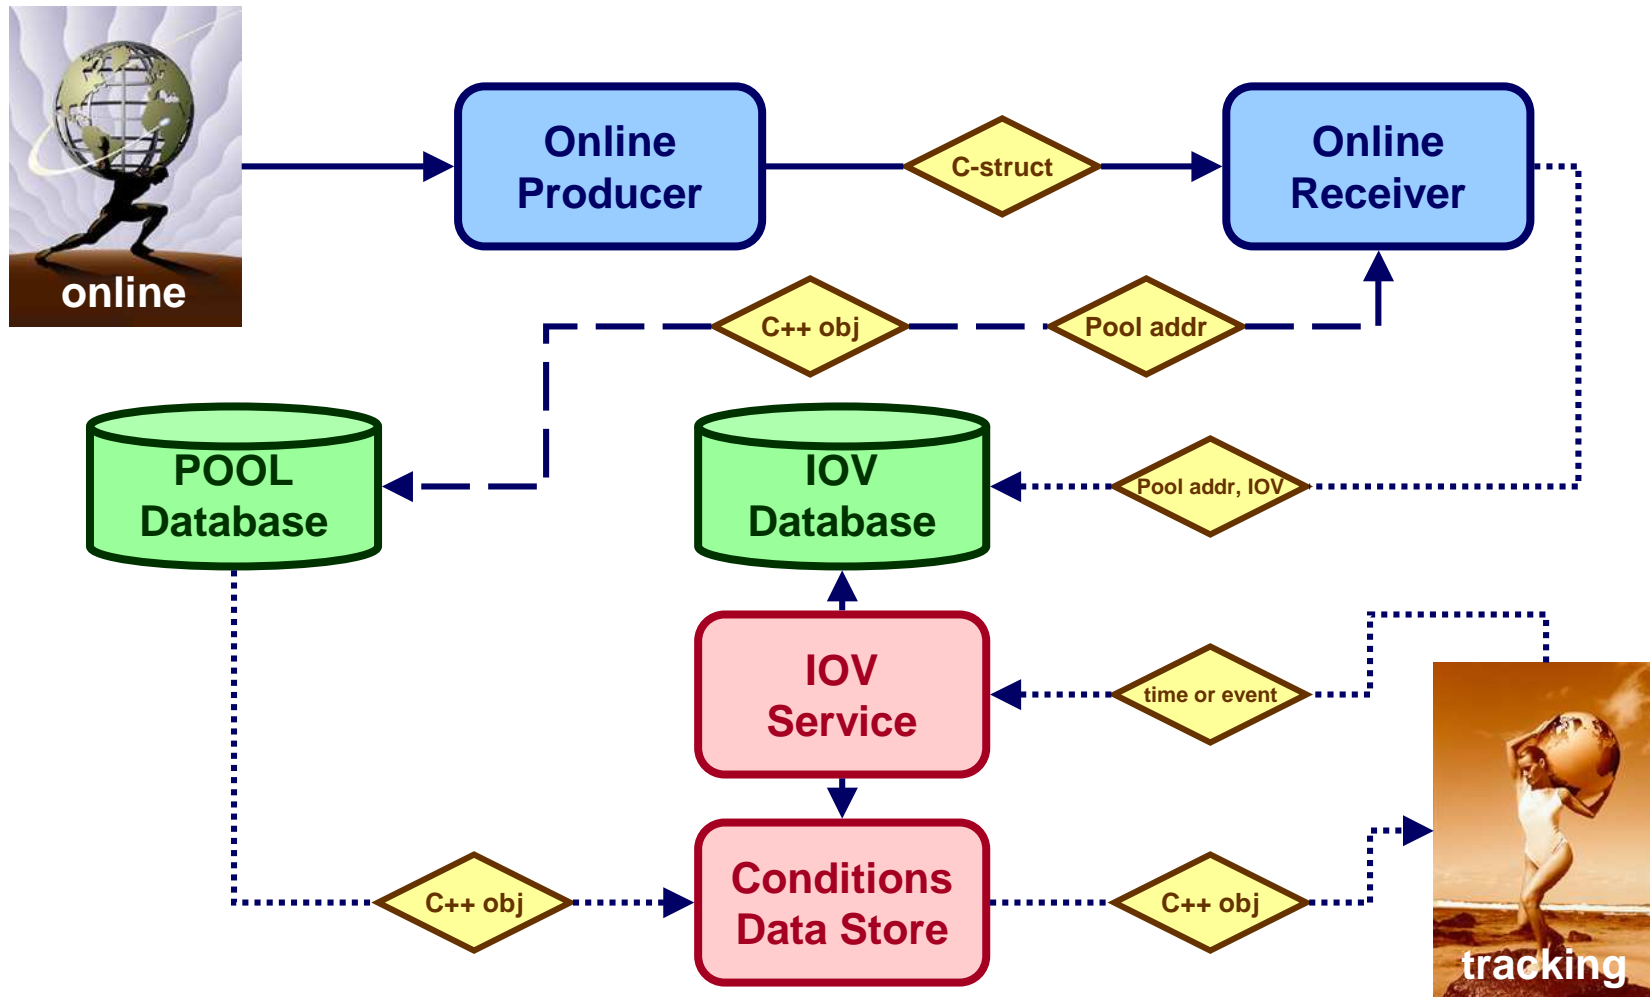 online
Online
Producer
C-struct
Online
Receiver
C++ obj
Pool addr
POOL
Database
IOV
Database
Pool addr, IOV
IOV
Service
time or event
C++ obj
Conditions
Data Store
C++ obj
tracking